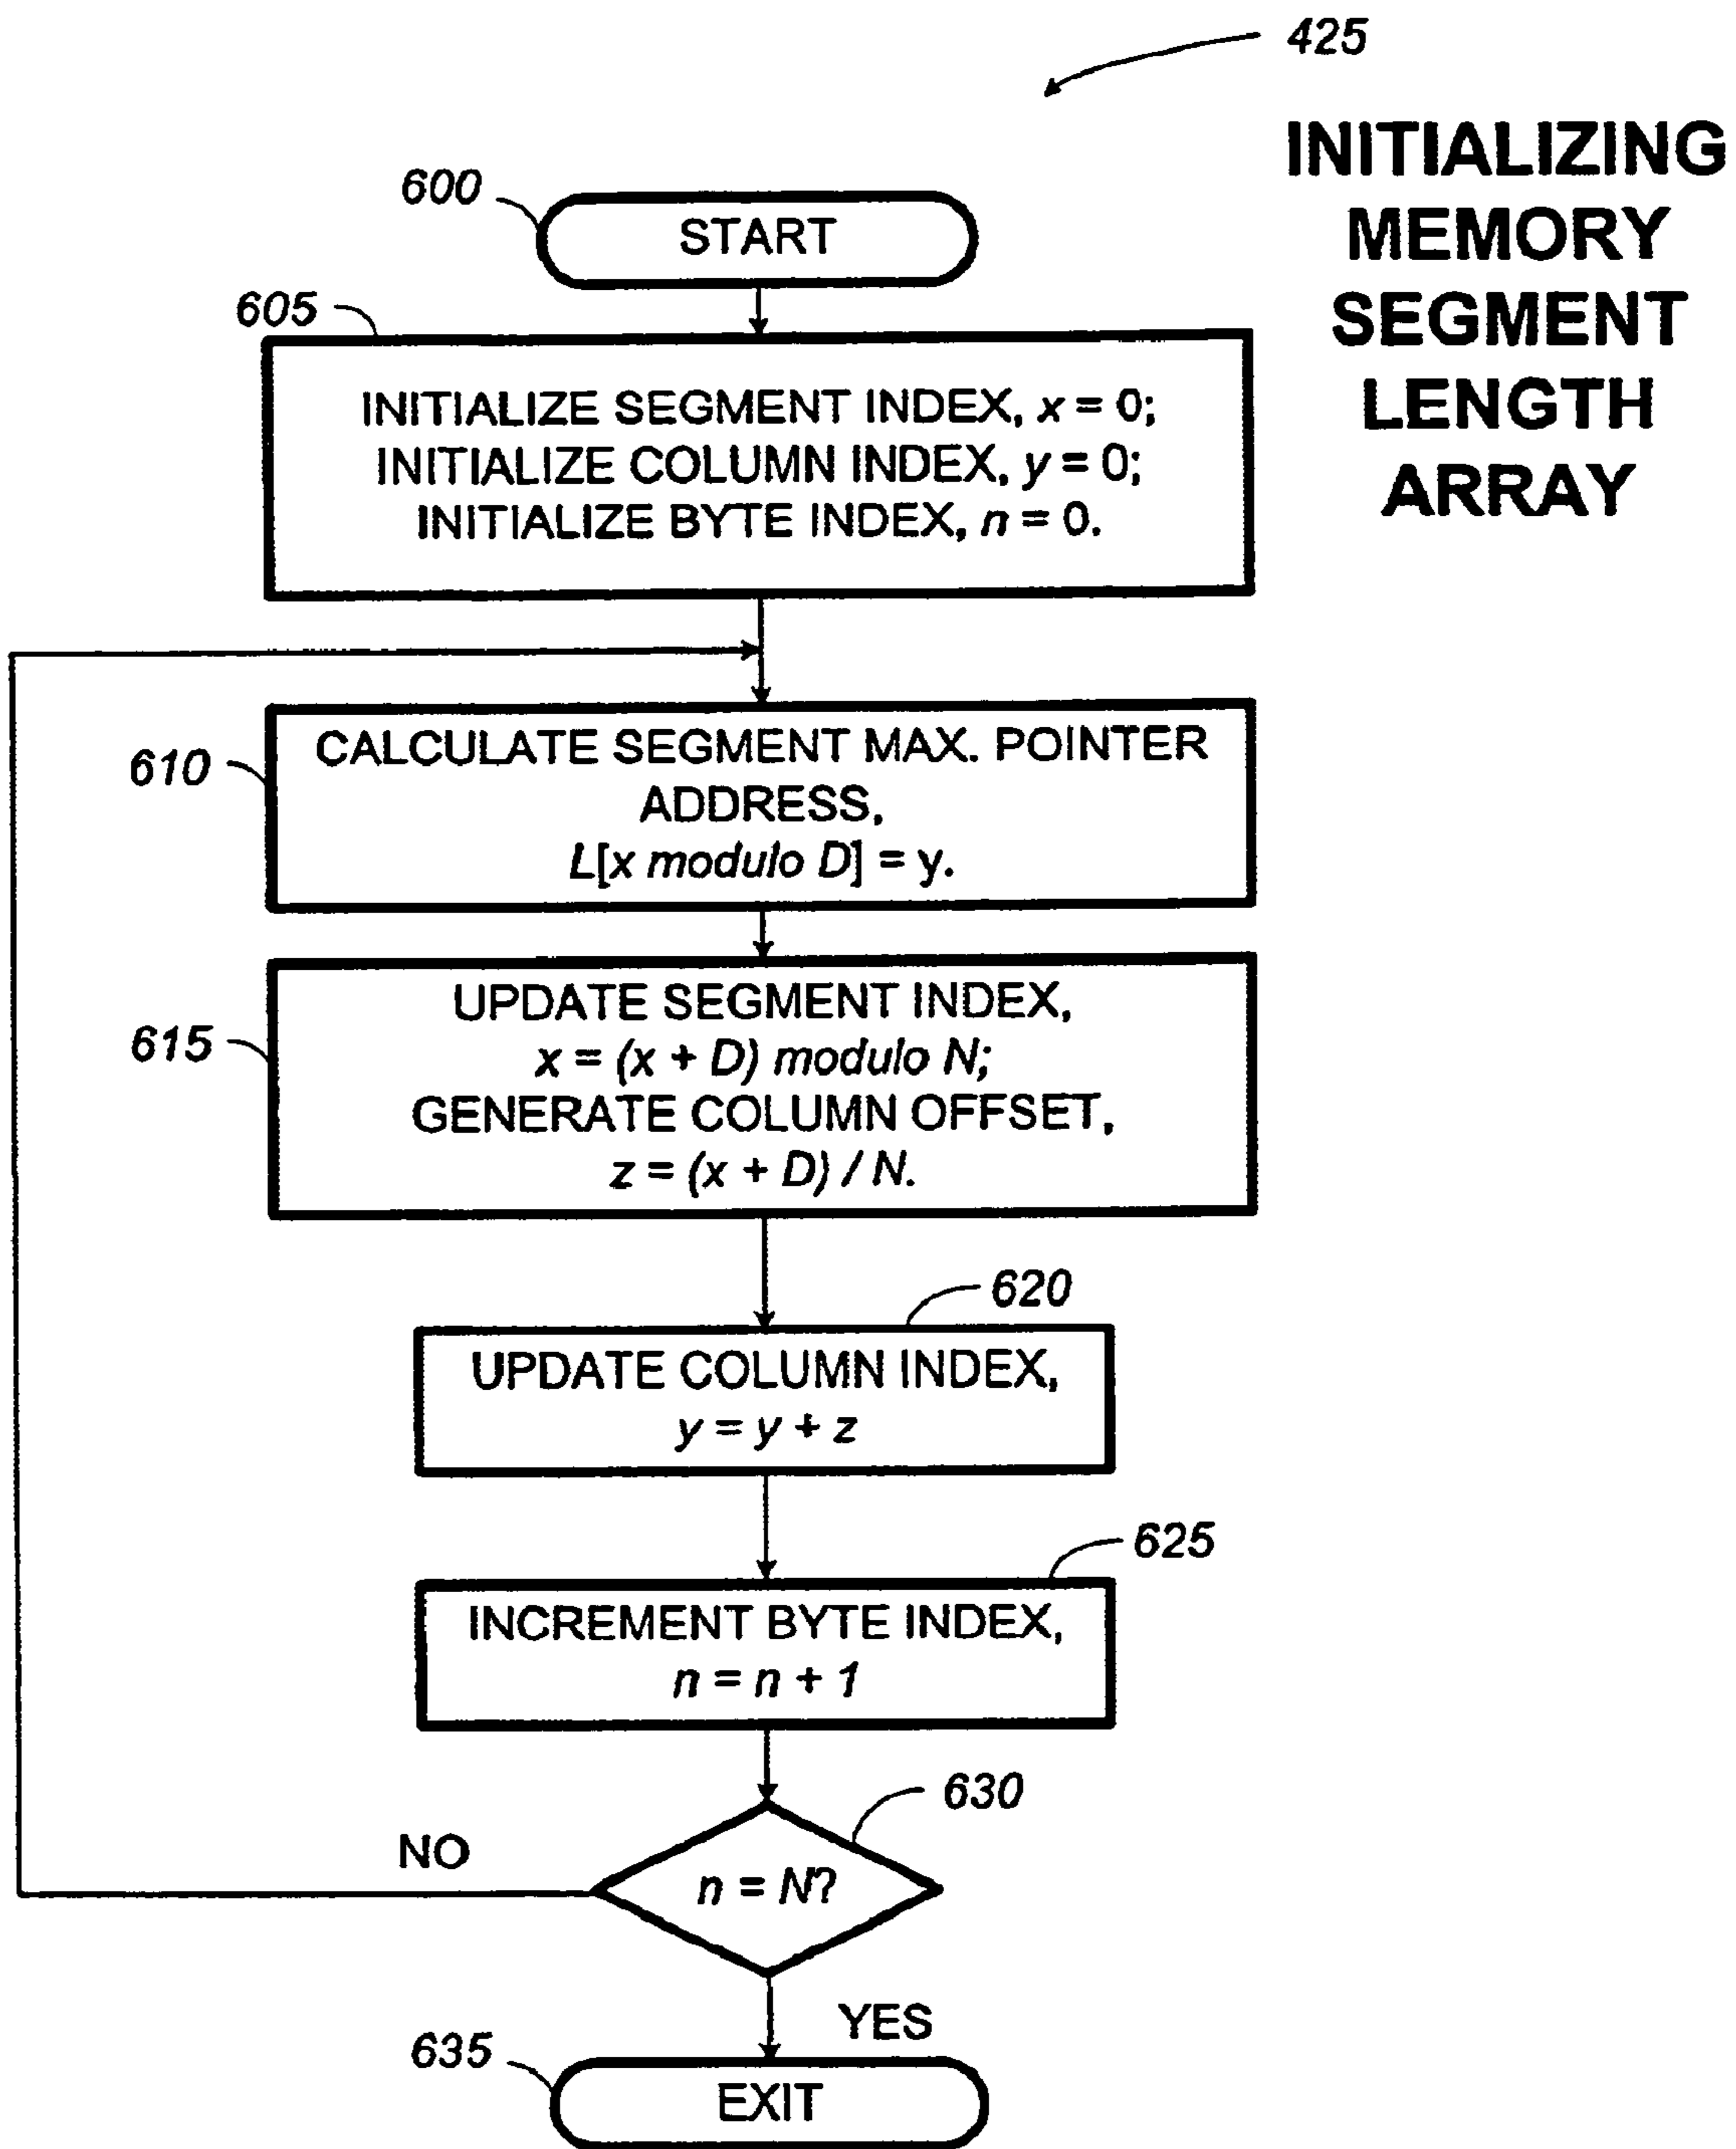 425
INITIALIZING
MEMORY
SEGMENT
LENGTH
ARRAY
600
START
605
INITIALIZE SEGMENT INDEX, x = 0;
INITIALIZE COLUMN INDEX, y = 0;
INITIALIZE BYTE INDEX, n = 0.
610
CALCULATE SEGMENT MAX. POINTER
ADDRESS,
L[x modulo D] = y.
615
UPDATE SEGMENT INDEX,
x = (x + D) modulo N;
GENERATE COLUMN OFFSET,
z = (x + D) / N.
620
UPDATE COLUMN INDEX,
y = y + z
625
INCREMENT BYTE INDEX,
n = n + 1
630
NO
n = N?
YES
635
EXIT